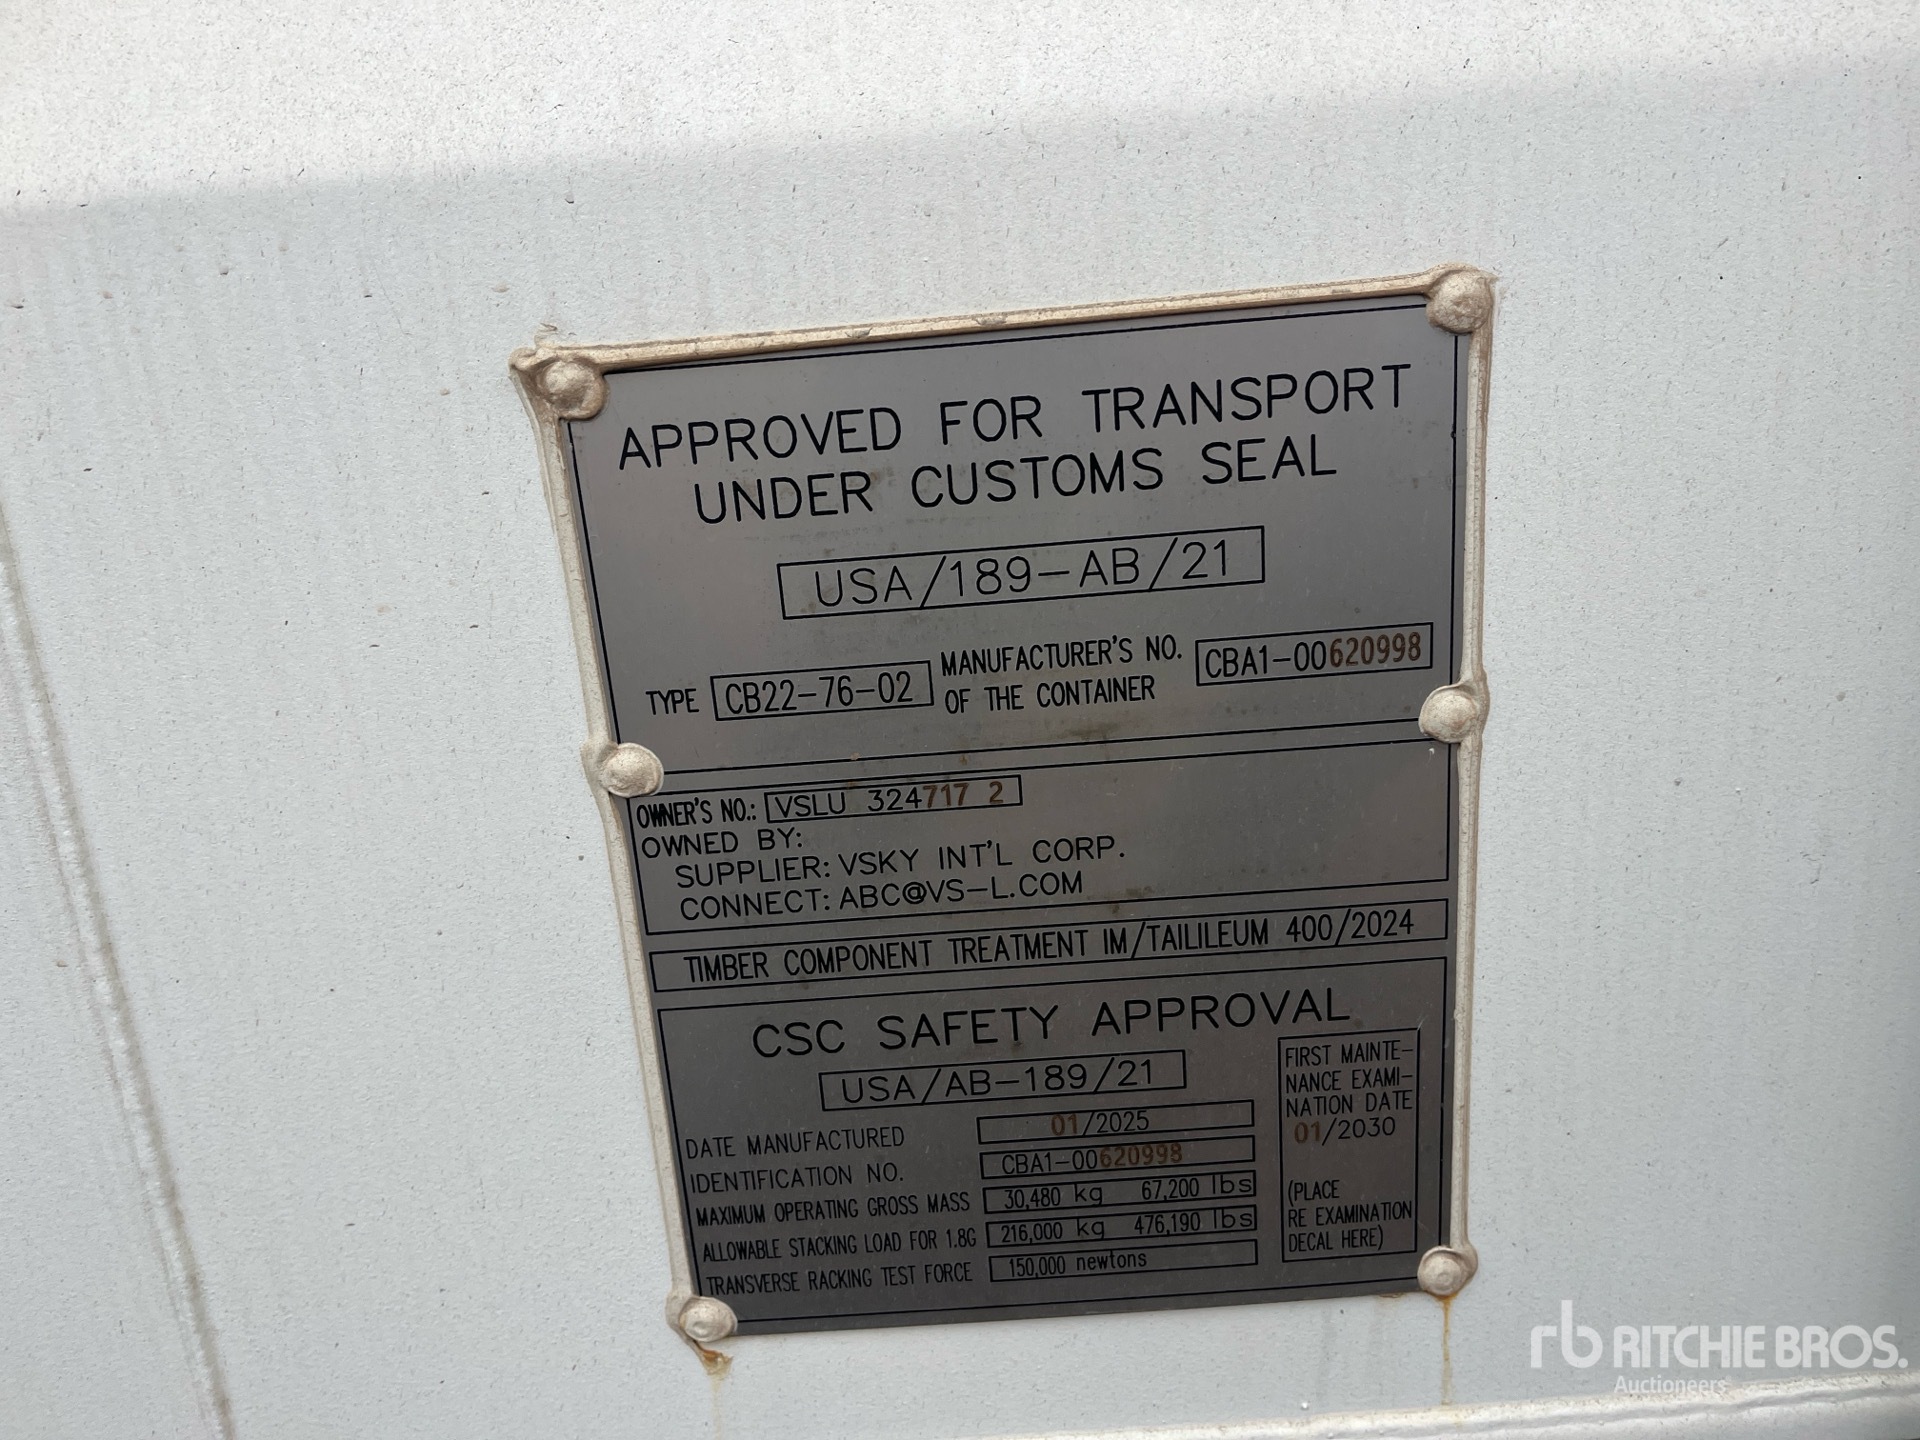 APPROVED FOR TRANSPORT
UNDER CUSTOMS SEAL
USA/189-AB/21
TYPE CB22-76-02 MANUFACTURER'S NO. OF THE CONTAINER CBA1-00620998
OWNER'S NO.: VSLU 324717 2
OWNED BY:
SUPPLIER: VSKY INT'L CORP.
CONNECT: ABC@VS-L.COM
TIMBER COMPONENT TREATMENT IM/TAILILEUM 400/2024
CSC SAFETY APPROVAL
USA/AB-189/21
DATE MANUFACTURED 01/2025
IDENTIFICATION NO. CBA1-00620998
MAXIMUM OPERATING GROSS MASS 30,480 kg 67,200 lbs
ALLOWABLE STACKING LOAD FOR 1.8G 216,000 kg 476,190 lbs
TRANSVERSE RACKING TEST FORCE 150,000 newtons
FIRST MAINTE-
NANCE EXAMI-
NATION DATE
01/2030
(PLACE
RE EXAMINATION
DECAL HERE)
rb RITCHIE BROS.
Auctioneers